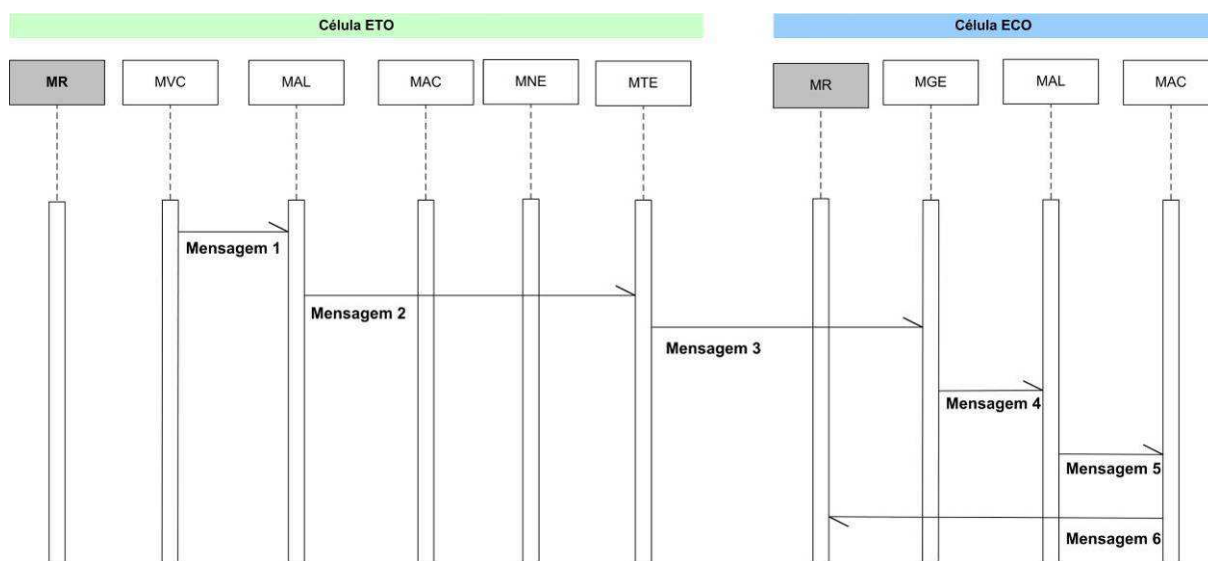 Célula ETO
Célula ECO
MR
MVC
MAL
MAC
MNE
MTE
MR
MGE
MAL
MAC
Mensagem 1
Mensagem 2
Mensagem 3
Mensagem 4
Mensagem 5
Mensagem 6